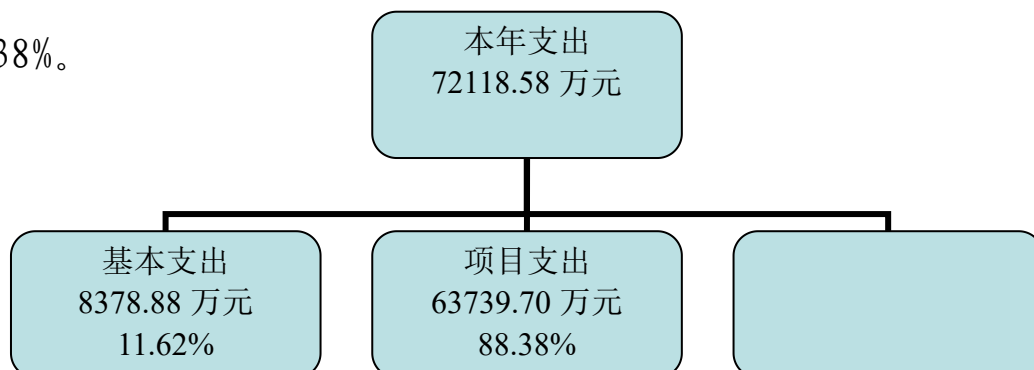 38%。
本年支出
72118.58 万元
基本支出
8378.88 万元
11.62%
项目支出
63739.70 万元
88.38%